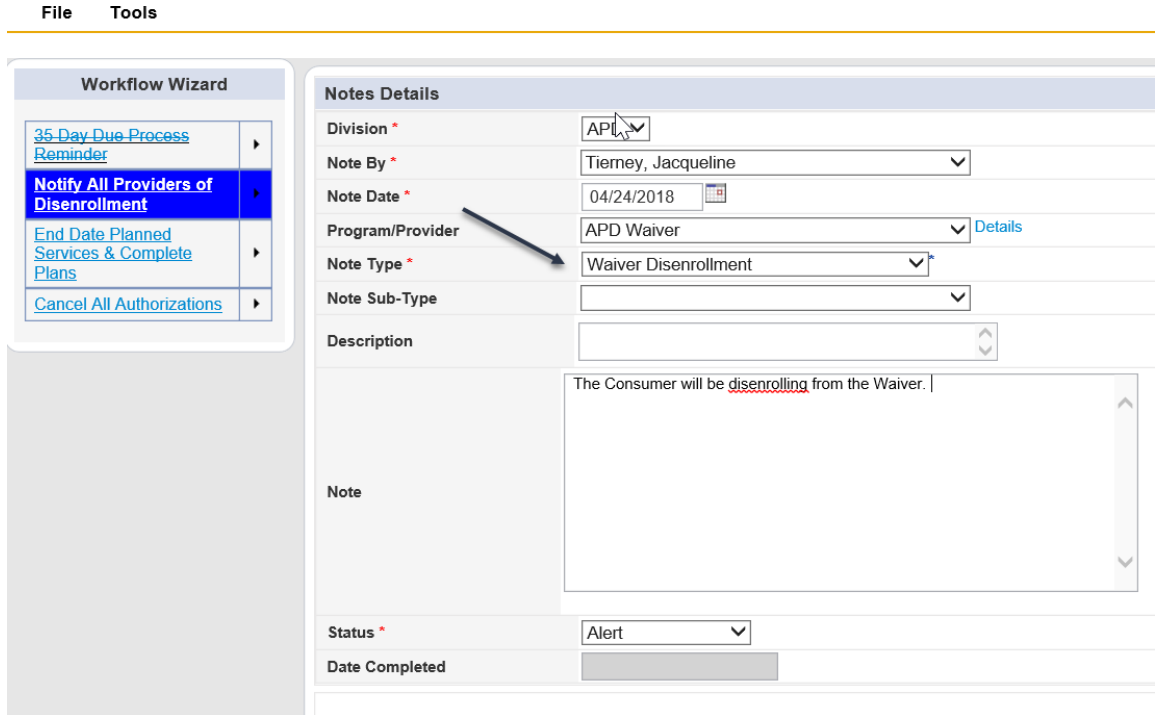 File Tools
Workflow Wizard
35 Day Due Process
Reminder
Notify All Providers of
Disenrollment
End Date Planned
Services & Complete
Plans
Cancel All Authorizations
Notes Details
Division *
APD
Note By *
Tierney, Jacqueline
Note Date *
04/24/2018
Program/Provider
APD Waiver
Details
Note Type *
Waiver Disenrollment
*
Note Sub-Type
Description
Note
The Consumer will be disenrolling from the Waiver.
Status *
Alert
Date Completed